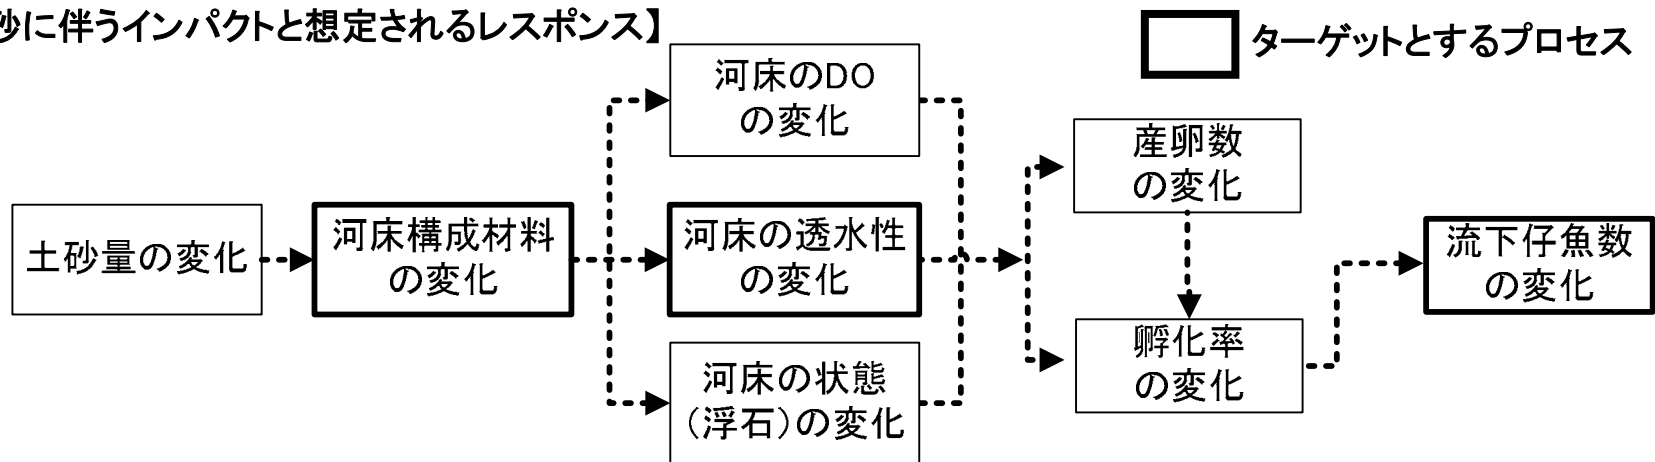 砂に伴うインパクトと想定されるレスポンス】
ターゲットとするプロセス
土砂量の変化
河床構成材料
の変化
河床のDO
の変化
河床の透水性
の変化
河床の状態
(浮石)の変化
産卵数
の変化
孵化率
の変化
流下仔魚数
の変化